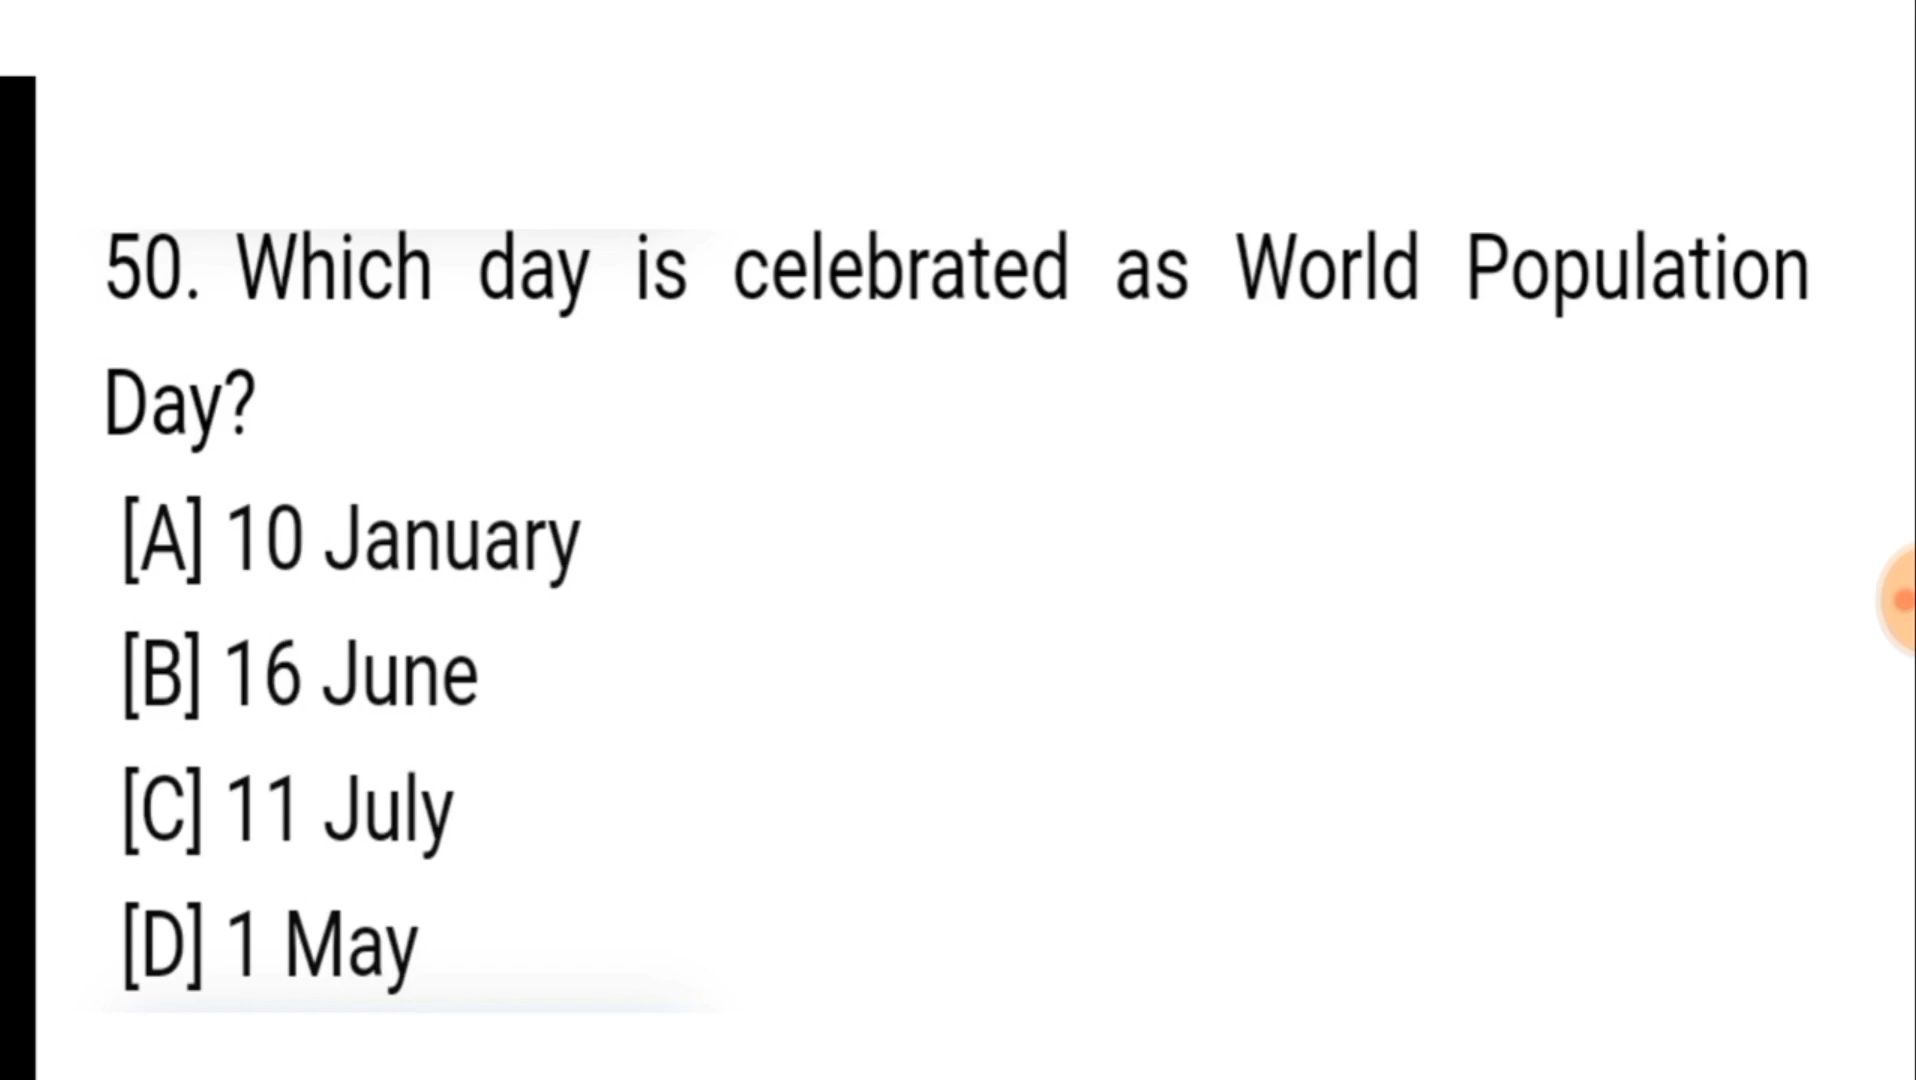 50. Which day is celebrated as World Population
Day?
[A] 10 January
[B] 16 June
[C] 11 July
[D] 1 May